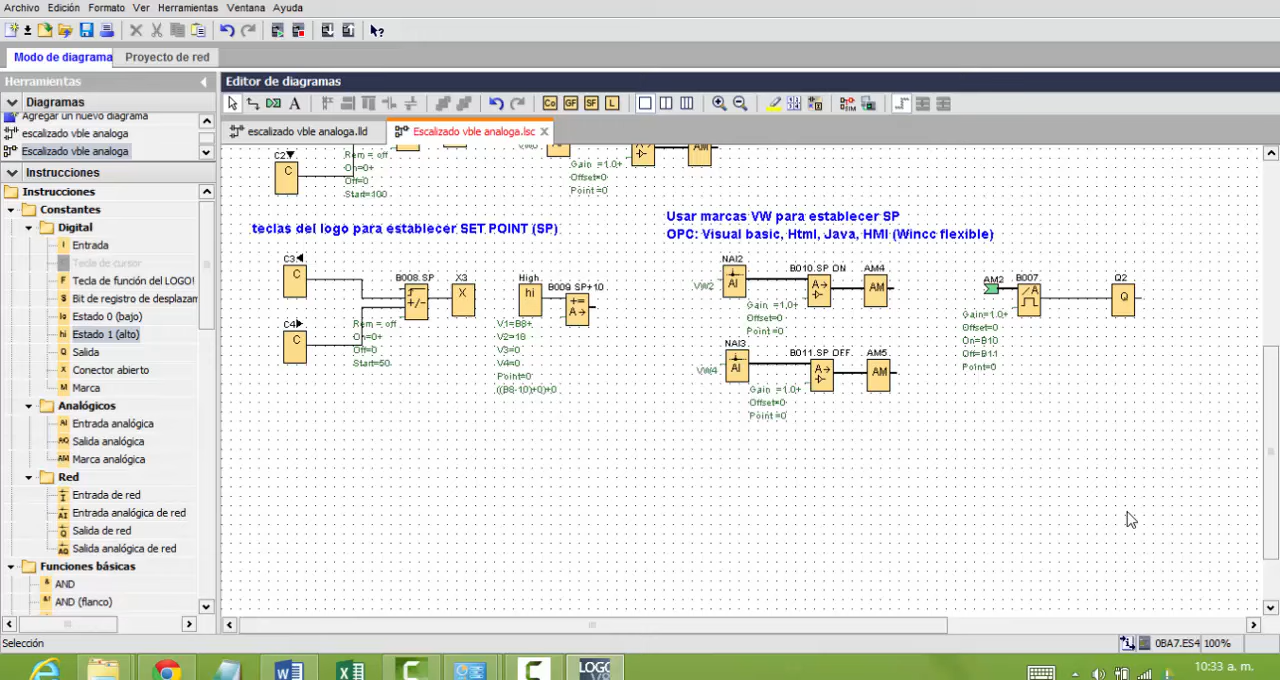 Archivo Edición Formato Ver Herramientas Ventana Ayuda
Modo de diagrama Proyecto de red
Herramientas
Diagramas
Agregar un nuevo diagrama
escalizado vble analoga
Escalizado vble analoga
Instrucciones
Instrucciones
Constantes
Digital
Entrada
Tecla de cursor
Tecla de función del LOGO!
Bit de registro de desplazam
Estado 0 (bajo)
Estado 1 (alto)
Salida
Conector abierto
Marca
Analógicos
Entrada analógica
Salida analógica
Marca analógica
Red
Entrada de red
Entrada analógica de red
Salida de red
Salida analógica de red
Funciones básicas
AND
AND (flanco)
Editor de diagramas
Co GF SF L
escalizado vble analoga.lld
Escalizado vble analoga.lsc
C2
C
Rem = off
On=0+
Off=0
Start=100
Gain =1.0+
Offset=0
Point =0
AM
teclas del logo para establecer SET POINT (SP)
C3
C
B008.SP
+/-
X3
X
High
hi
B009.SP+10
+=
A→
C4
C
Rem = off
On=0+
Off=0
Start=50
V1=B8+
V2=10
V3=0
V4=0
Point=0
((B8-10)+0)+0
Usar marcas VW para establecer SP
OPC: Visual basic, Html, Java, HMI (Wincc flexible)
NAI2
VW2
AI
B010.SP ON
A→
AM4
AM
Gain =1.0+
Offset=0
Point =0
NAI3
VW4
AI
B011.SP OFF.
A→
AM5
AM
Gain =1.0+
Offset=0
Point =0
AM2
B007
/A
Q2
Q
Gain=1.0+
Offset=0
On=B10
Off=B11
Point=0
Selección
0BA7.ES4 100%
LOGO
10:33 a. m.